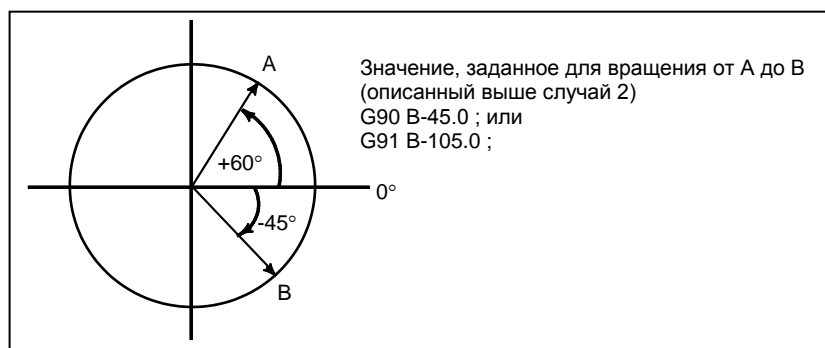 A
Значение, заданное для вращения от A до B
(описанный выше случай 2)
G90 B-45.0 ; или
G91 B-105.0 ;
+60°
0°
-45°
B